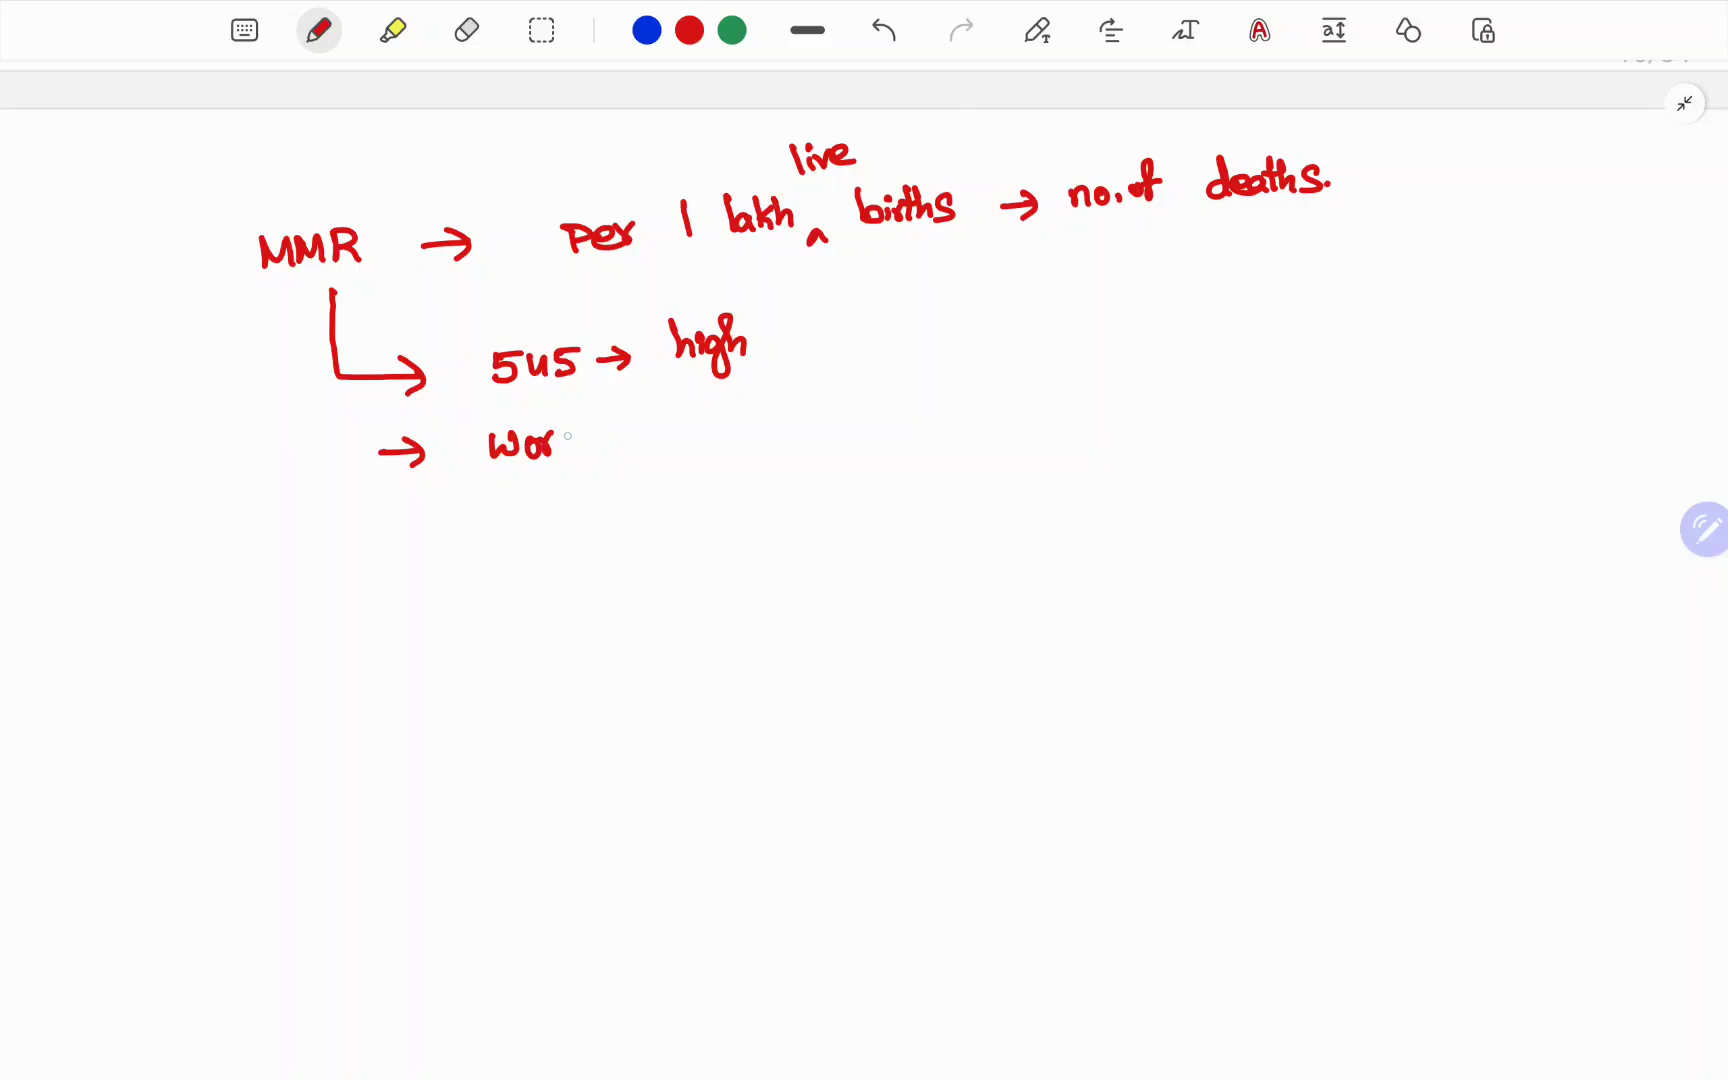 live
MMR → Per 1 lakh ^ births → no. of deaths.
545 → high
→ wor